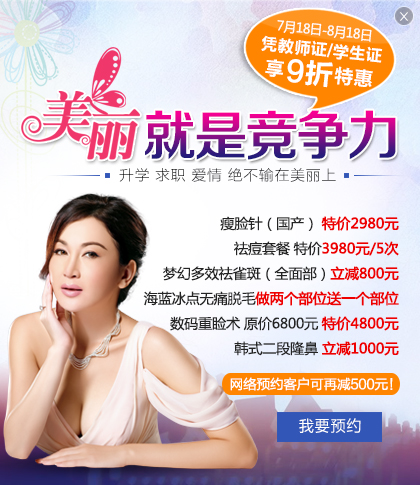 7月18日-8月18日
凭教师证/学生证
享9折特惠
美丽就是竞争力
升学 求职 爱情 绝不输在美丽上
瘦脸针（国产） 特价2980元
祛痘套餐 特价3980元/5次
梦幻多效祛雀斑（全面部）立减800元
海蓝冰点无痛脱毛做两个部位送一个部位
数码重脸术 原价6800元 特价4800元
韩式二段隆鼻 立减1000元
网络预约客户可再减500元！
我要预约